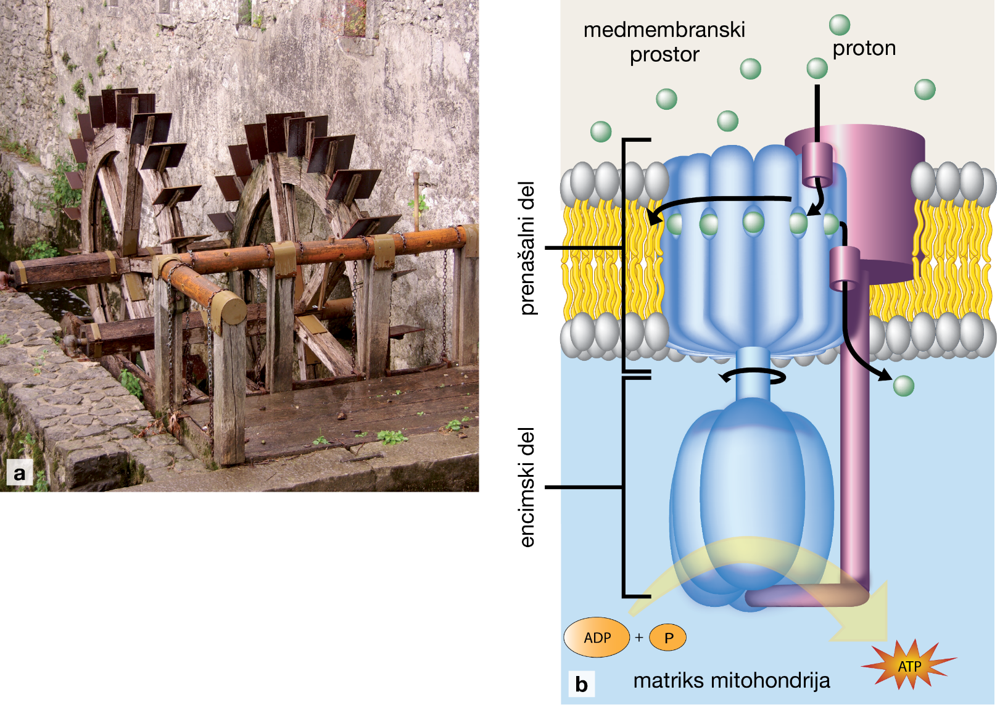 a
medmembranski
prostor
proton
prenašalni del
encimski del
ADP + P
ATP
matriks mitohondrija
b